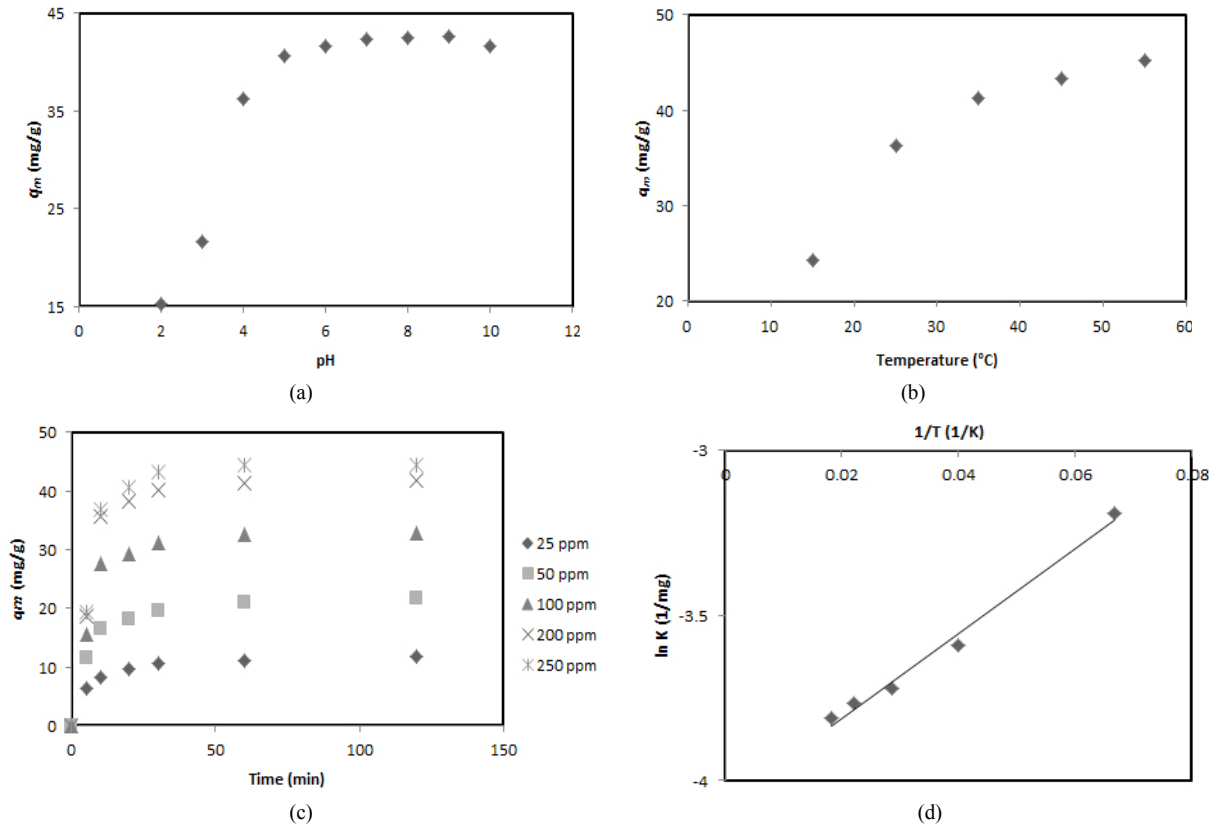 45
35
25
15
0 2 4 6 8 10 12
qm (mg/g)
pH
(a)
50
40
30
20
0 10 20 30 40 50 60
qm (mg/g)
Temperature (°C)
(b)
50
40
30
20
10
0
0 50 100 150
qm (mg/g)
Time (min)
25 ppm
50 ppm
100 ppm
200 ppm
250 ppm
(c)
1/T (1/K)
-3
0 0.02 0.04 0.06 0.08
-3.5
-4
ln K (1/mg)
(d)